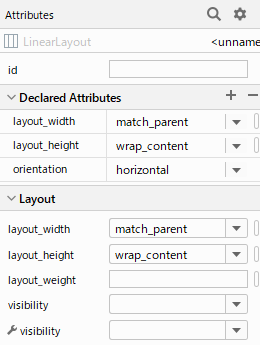 Attributes
LinearLayout <unname
id
Declared Attributes
layout_width match_parent
layout_height wrap_content
orientation horizontal
Layout
layout_width match_parent
layout_height wrap_content
layout_weight
visibility
visibility